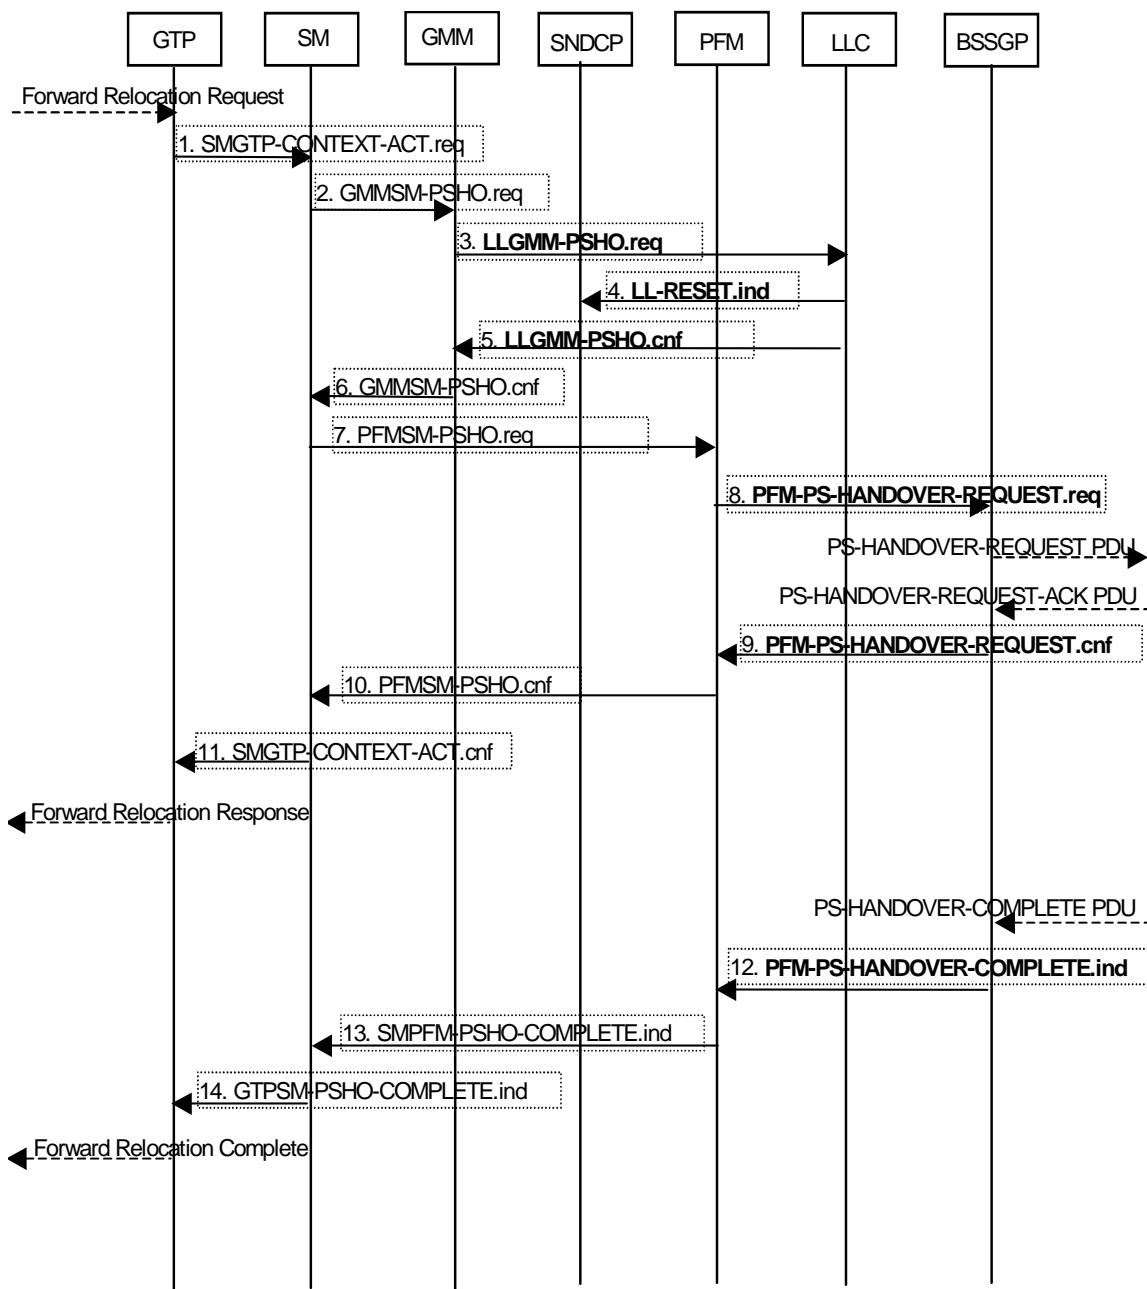 GTP
SM
GMM
SNDCP
PFM
LLC
BSSGP
Forward Relocation Request
1. SMGTP-CONTEXT-ACT.req
2. GMMSM-PSHO.req
3. LLGMM-PSHO.req
4. LL-RESET.ind
5. LLGMM-PSHO.cnf
6. GMMSM-PSHO.cnf
7. PFMSM-PSHO.req
8. PFM-PS-HANDOVER-REQUEST.req
PS-HANDOVER-REQUEST PDU
PS-HANDOVER-REQUEST-ACK PDU
9. PFM-PS-HANDOVER-REQUEST.cnf
10. PFMSM-PSHO.cnf
11. SMGTP-CONTEXT-ACT.cnf
Forward Relocation Response
PS-HANDOVER-COMPLETE PDU
12. PFM-PS-HANDOVER-COMPLETE.ind
13. SMPFM-PSHO-COMPLETE.ind
14. GTPSM-PSHO-COMPLETE.ind
Forward Relocation Complete